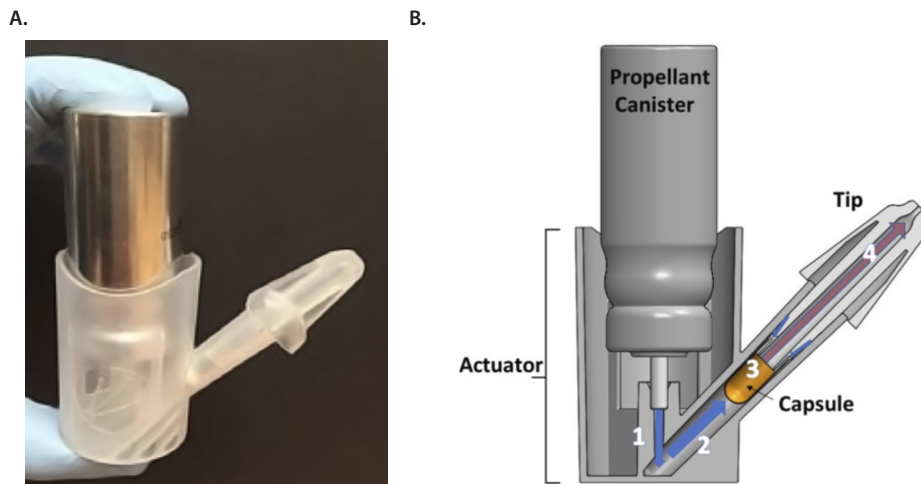 A.
B.
Propellant
Canister
Tip
4
Actuator
3
Capsule
1
2